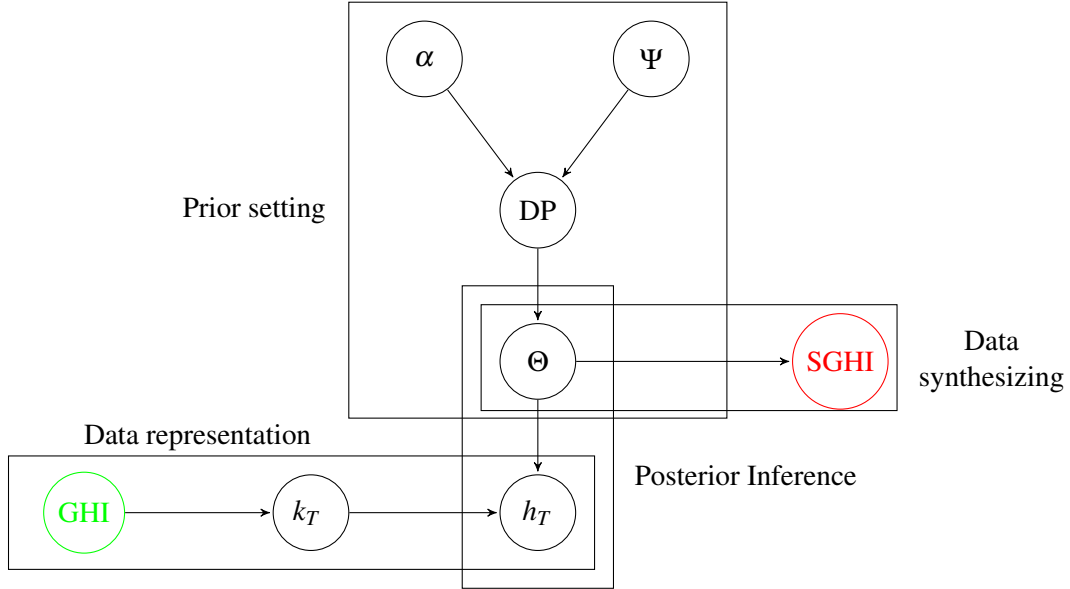 α
Ψ
Prior setting
DP
Θ
SGHI
Data
synthesizing
Data representation
Posterior Inference
GHI
k_T
h_T